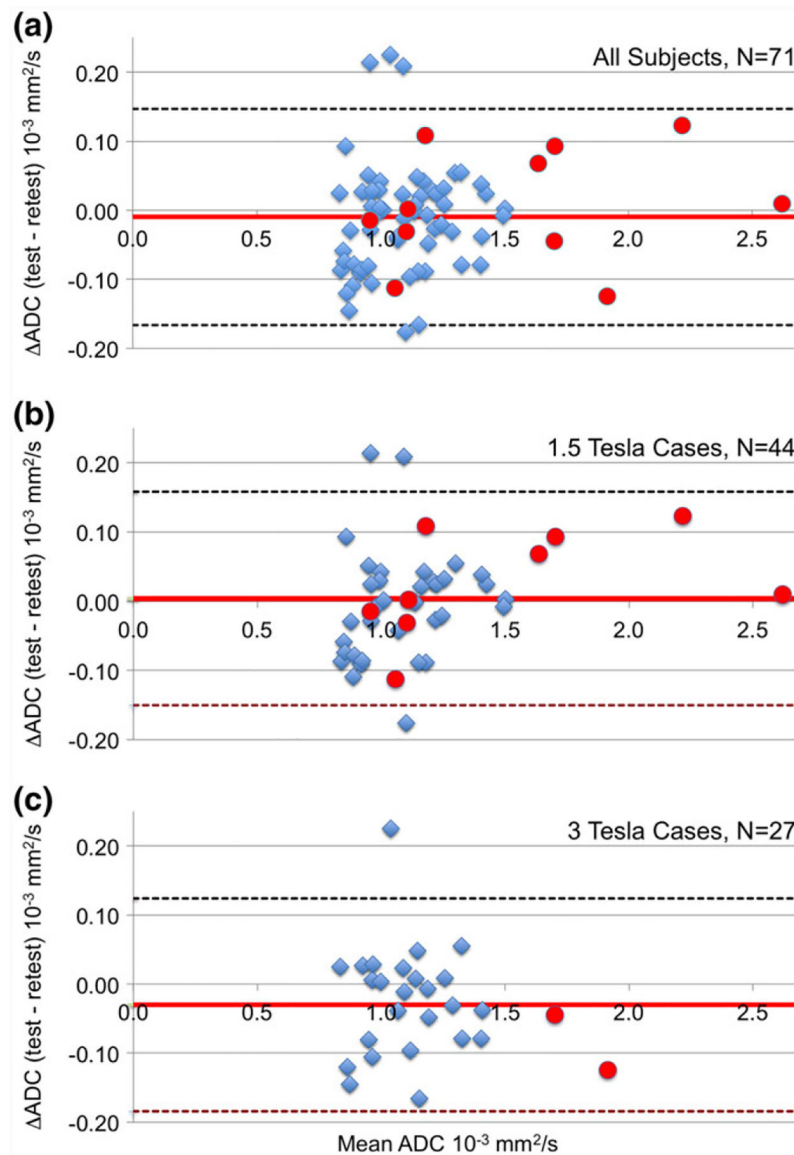 (a)
All Subjects, N=71
ΔADC (test - retest) 10⁻³ mm²/s
0.20
0.10
0.00
-0.10
-0.20
0.0 0.5 1.0 1.5 2.0 2.5
(b)
1.5 Tesla Cases, N=44
ΔADC (test - retest) 10⁻³ mm²/s
0.20
0.10
0.00
-0.10
-0.20
0.0 0.5 1.0 1.5 2.0 2.5
(c)
3 Tesla Cases, N=27
ΔADC (test - retest) 10⁻³ mm²/s
0.20
0.10
0.00
-0.10
-0.20
0.0 0.5 1.0 1.5 2.0 2.5
Mean ADC 10⁻³ mm²/s